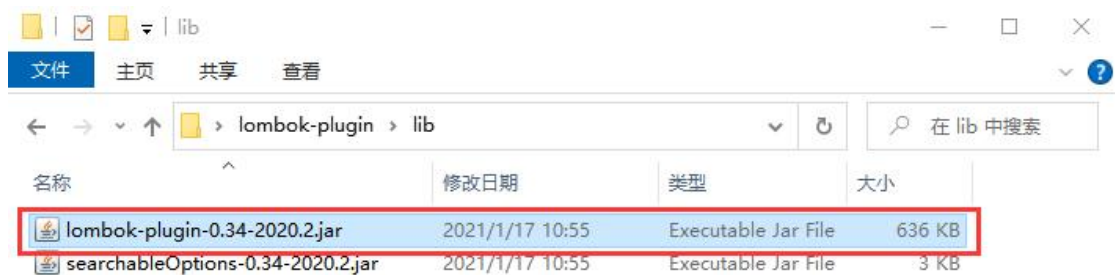 lib
文件 主页 共享 查看
lombok-plugin › lib 在 lib 中搜索
名称 修改日期 类型 大小
lombok-plugin-0.34-2020.2.jar 2021/1/17 10:55 Executable Jar File 636 KB
searchableOptions-0.34-2020.2.jar 2021/1/17 10:55 Executable Jar File 3 KB